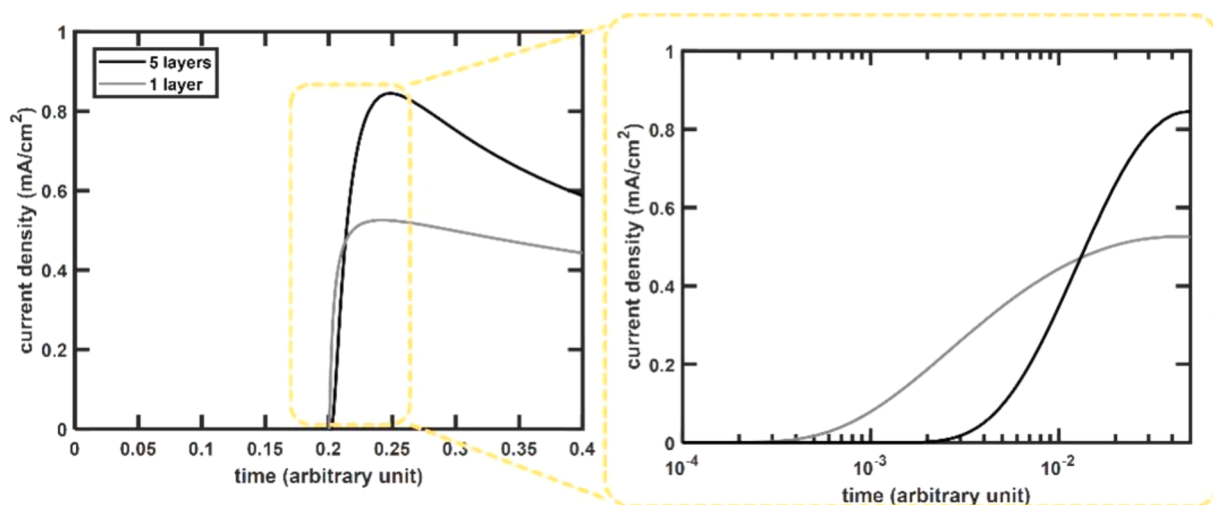 1
0.8
0.6
0.4
0.2
0
current density (mA/cm²)
5 layers
1 layer
0 0.05 0.1 0.15 0.2 0.25 0.3 0.35 0.4
time (arbitrary unit)
1
0.8
0.6
0.4
0.2
0
current density (mA/cm²)
10⁻⁴ 10⁻³ 10⁻²
time (arbitrary unit)